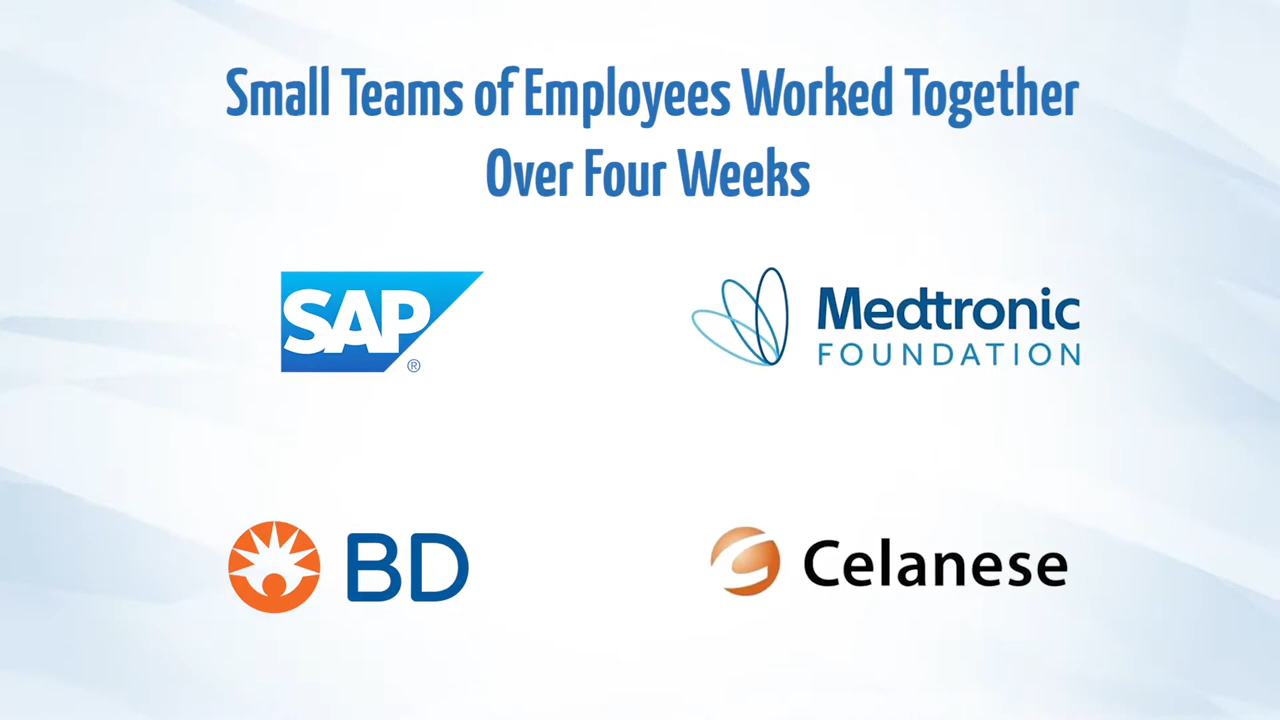 Small Teams of Employees Worked Together
Over Four Weeks
SAP®
Medtronic
FOUNDATION
BD
Celanese